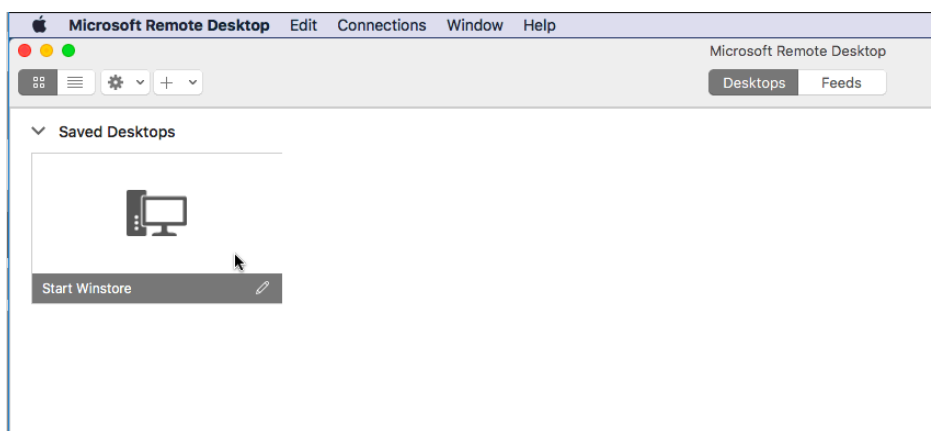 Microsoft Remote Desktop Edit Connections Window Help
Microsoft Remote Desktop
Desktops Feeds
Saved Desktops
Start Winstore